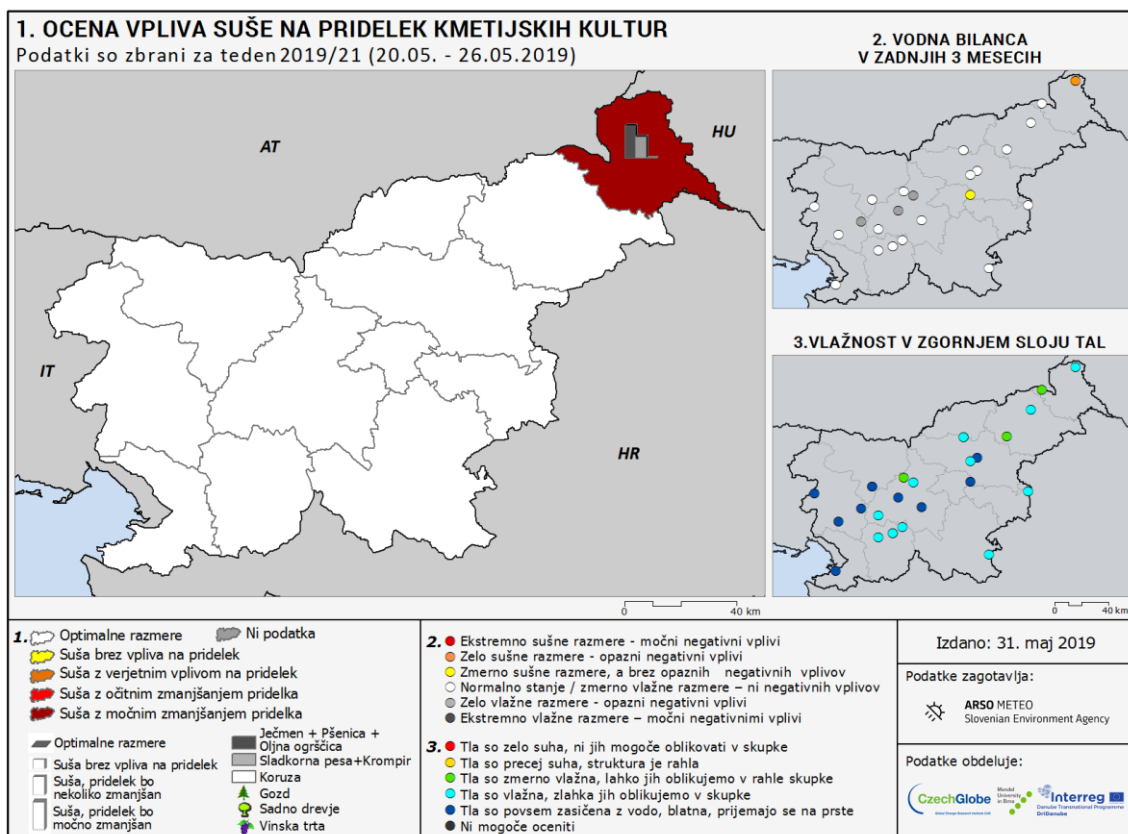 1. OCENA VPLIVA SUŠE NA PRIDELEK KMETIJSKIH KULTUR
Podatki so zbrani za teden 2019/21 (20.05. - 26.05.2019)
AT
HU
IT
HR
0 40 km
2. VODNA BILANCA
V ZADNJIH 3 MESECIH
3.VLAŽNOST V ZGORNJEM SLOJU TAL
0 40 km
1.
Optimalne razmere
Ni podatka
Suša brez vpliva na pridelek
Suša z verjetnim vplivom na pridelek
Suša z očitnim zmanjšanjem pridelka
Suša z močnim zmanjšanjem pridelka
Optimalne razmere
Suša brez vpliva na pridelek
Suša, pridelek bo
nekoliko zmanjšan
Suša, pridelek bo
močno zmanjšan
Ječmen + Pšenica +
Oljna ogrščica
Sladkorna pesa+Krompir
Koruza
Gozd
Sadno drevje
Vinska trta
2.
Ekstremno sušne razmere - močni negativni vplivi
Zelo sušne razmere - opazni negativni vplivi
Zmerno sušne razmere, a brez opaznih negativnih vplivov
Normalno stanje / zmerno vlažne razmere – ni negativnih vplivov
Zelo vlažne razmere - opazni negativni vplivi
Ekstremno vlažne razmere – močni negativnimi vplivi
3.
Tla so zelo suha, ni jih mogoče oblikovati v skupke
Tla so precej suha, struktura je rahla
Tla so zmerno vlažna, lahko jih oblikujemo v rahle skupke
Tla so vlažna, zlahka jih oblikujemo v skupke
Tla so povsem zasičena z vodo, blatna, prijemajo se na prste
Ni mogoče oceniti
Izdano: 31. maj 2019
Podatke zagotavlja:
ARSO METEO
Slovenian Environment Agency
Podatke obdeluje:
CzechGlobe
Global Change Research Institute CAS
Mendel
University
in Brno
Interreg
Danube Transnational Programme
DriDanube